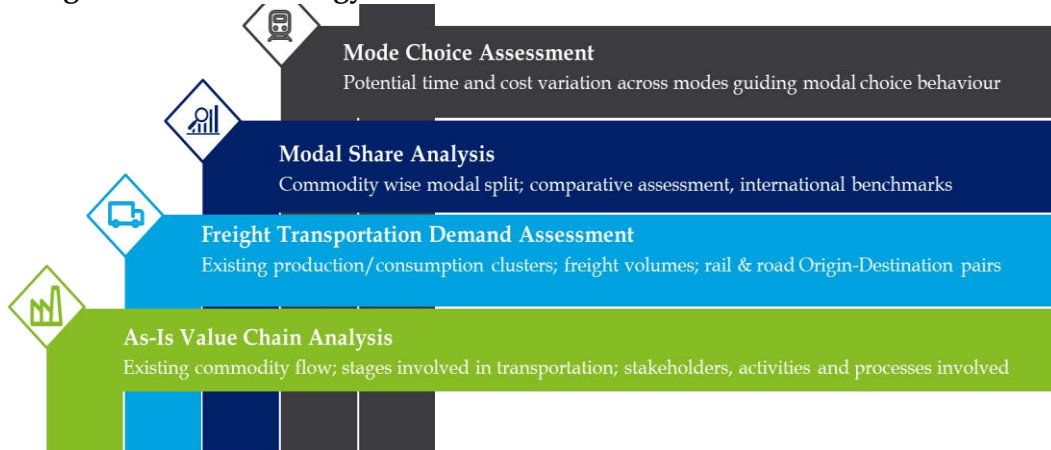 Mode Choice Assessment
Potential time and cost variation across modes guiding modal choice behaviour
Modal Share Analysis
Commodity wise modal split; comparative assessment, international benchmarks
Freight Transportation Demand Assessment
Existing production/consumption clusters; freight volumes; rail & road Origin-Destination pairs
As-Is Value Chain Analysis
Existing commodity flow; stages involved in transportation; stakeholders, activities and processes involved